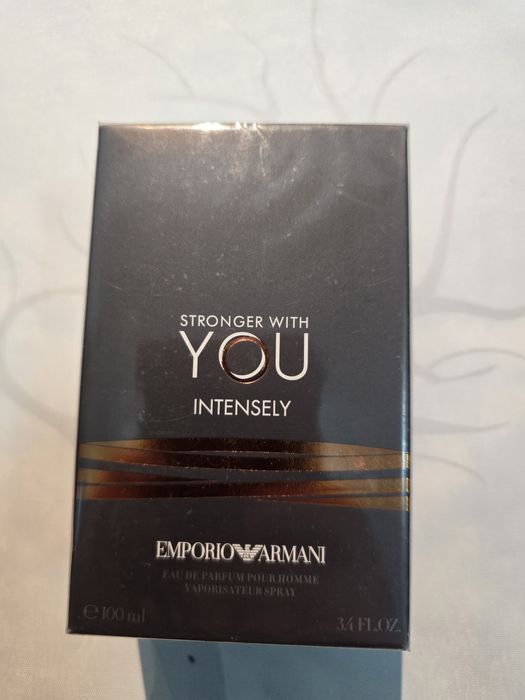 STRONGER WITH
YOU
INTENSELY
EMPORIO ARMANI
EAU DE PARFUM POUR HOMME
VAPORISATEUR SPRAY
e 100 ml 3.4 FL.OZ.